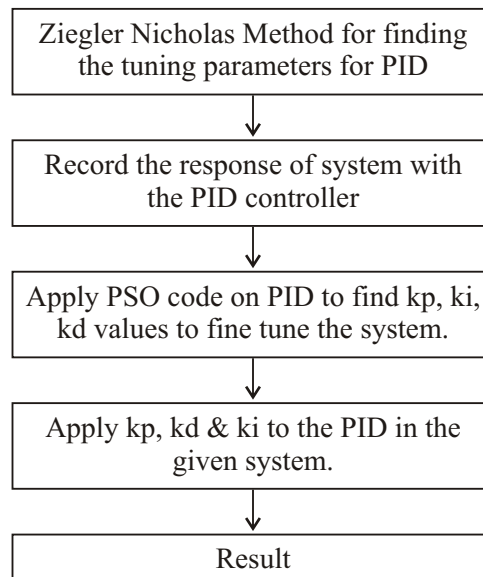 Ziegler Nicholas Method for finding
the tuning parameters for PID
Record the response of system with
the PID controller
Apply PSO code on PID to find kp, ki,
kd values to fine tune the system.
Apply kp, kd & ki to the PID in the
given system.
Result